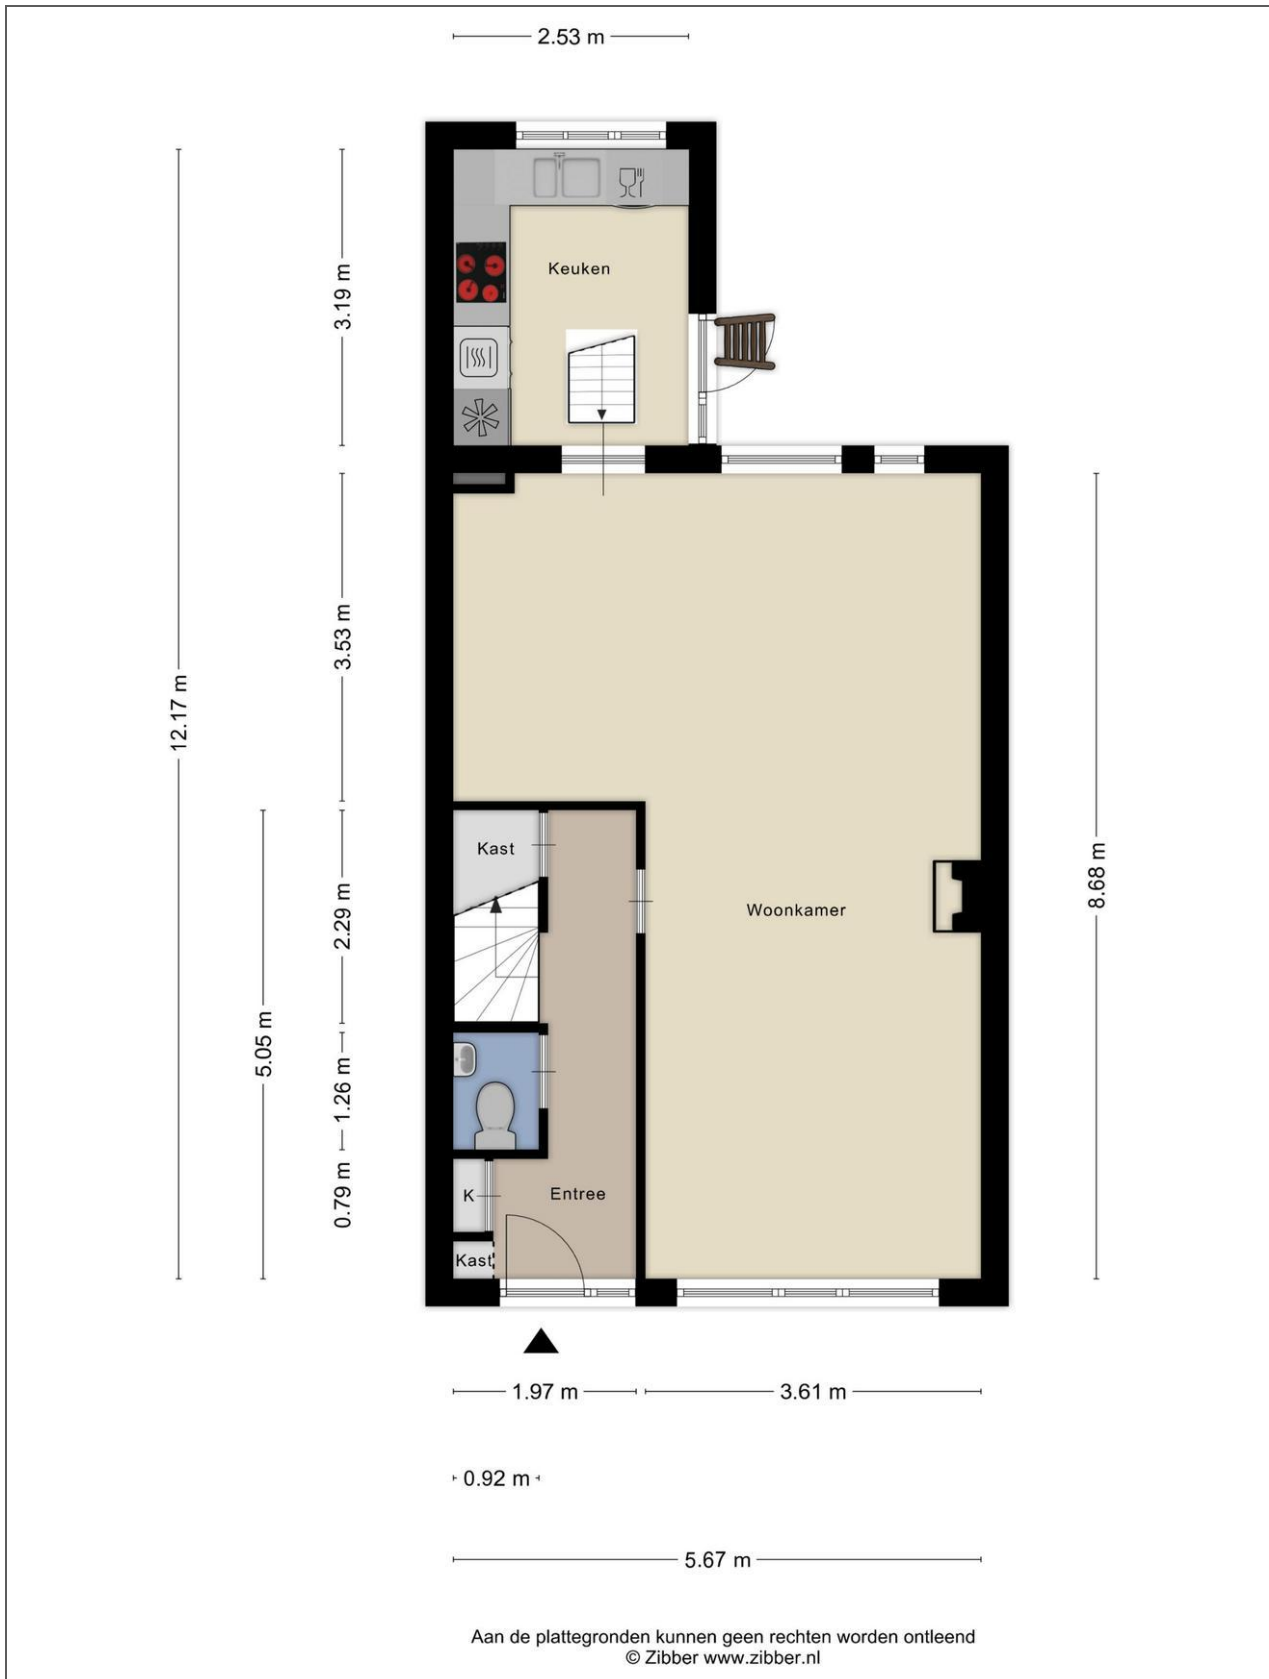 2.53 m
Keuken
3.19 m
3.53 m
12.17 m
Kast
2.29 m
Woonkamer
8.68 m
5.05 m
1.26 m
0.79 m
K
Entree
Kast
1.97 m
3.61 m
0.92 m
5.67 m
Aan de plattegronden kunnen geen rechten worden ontleend
© Zibber www.zibber.nl